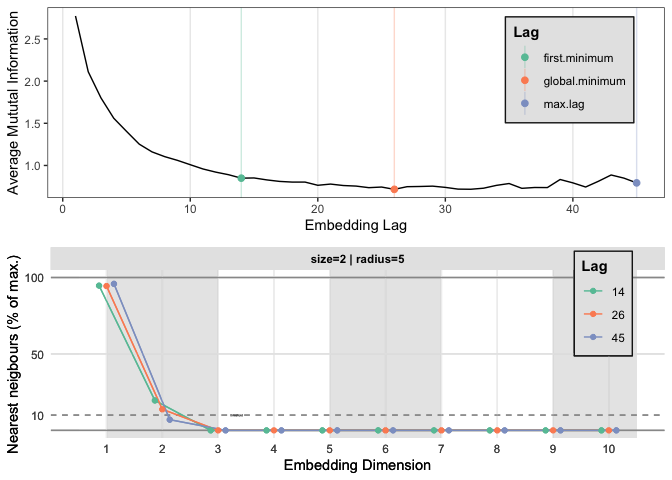 Average Mututal Information
2.5
2.0
1.5
1.0
0 10 20 30 40
Embedding Lag
Lag
first.minimum
global.minimum
max.lag
size=2 | radius=5
Nearest neigbours (% of max.)
100
50
10
1 2 3 4 5 6 7 8 9 10
Embedding Dimension
Lag
14
26
45